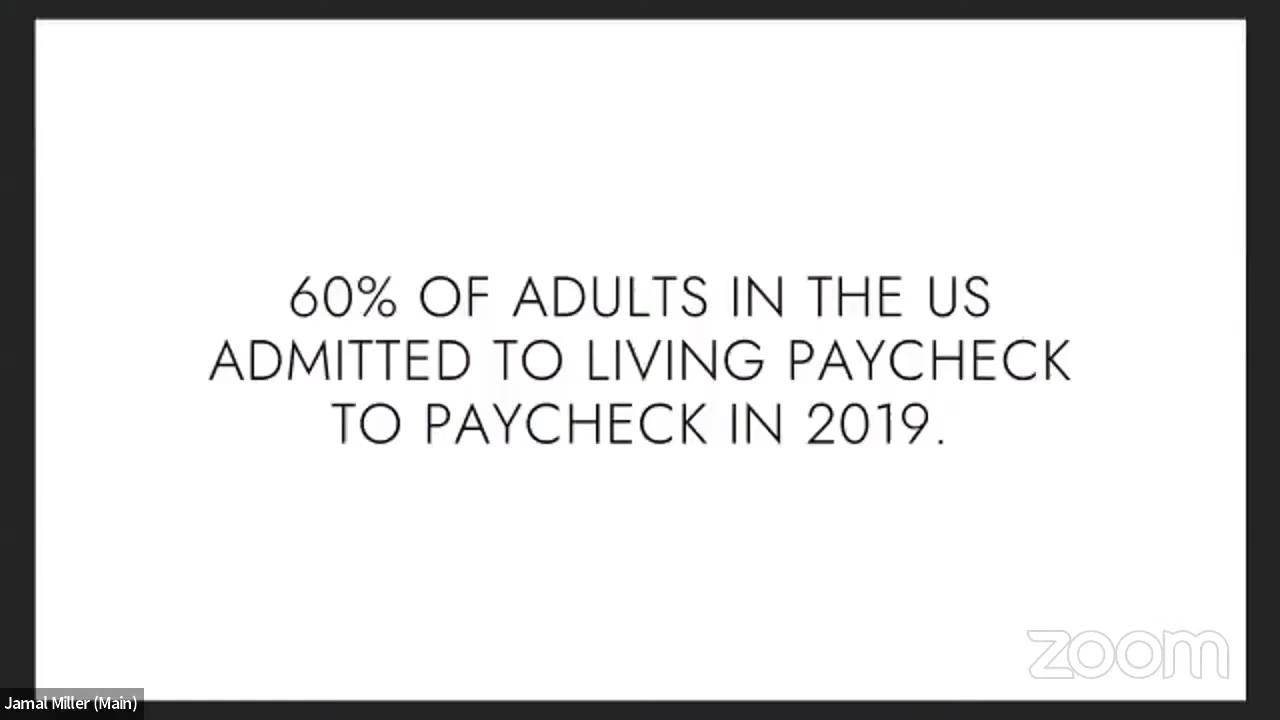 60% OF ADULTS IN THE US
ADMITTED TO LIVING PAYCHECK
TO PAYCHECK IN 2019.
zoom
Jamal Miller (Main)